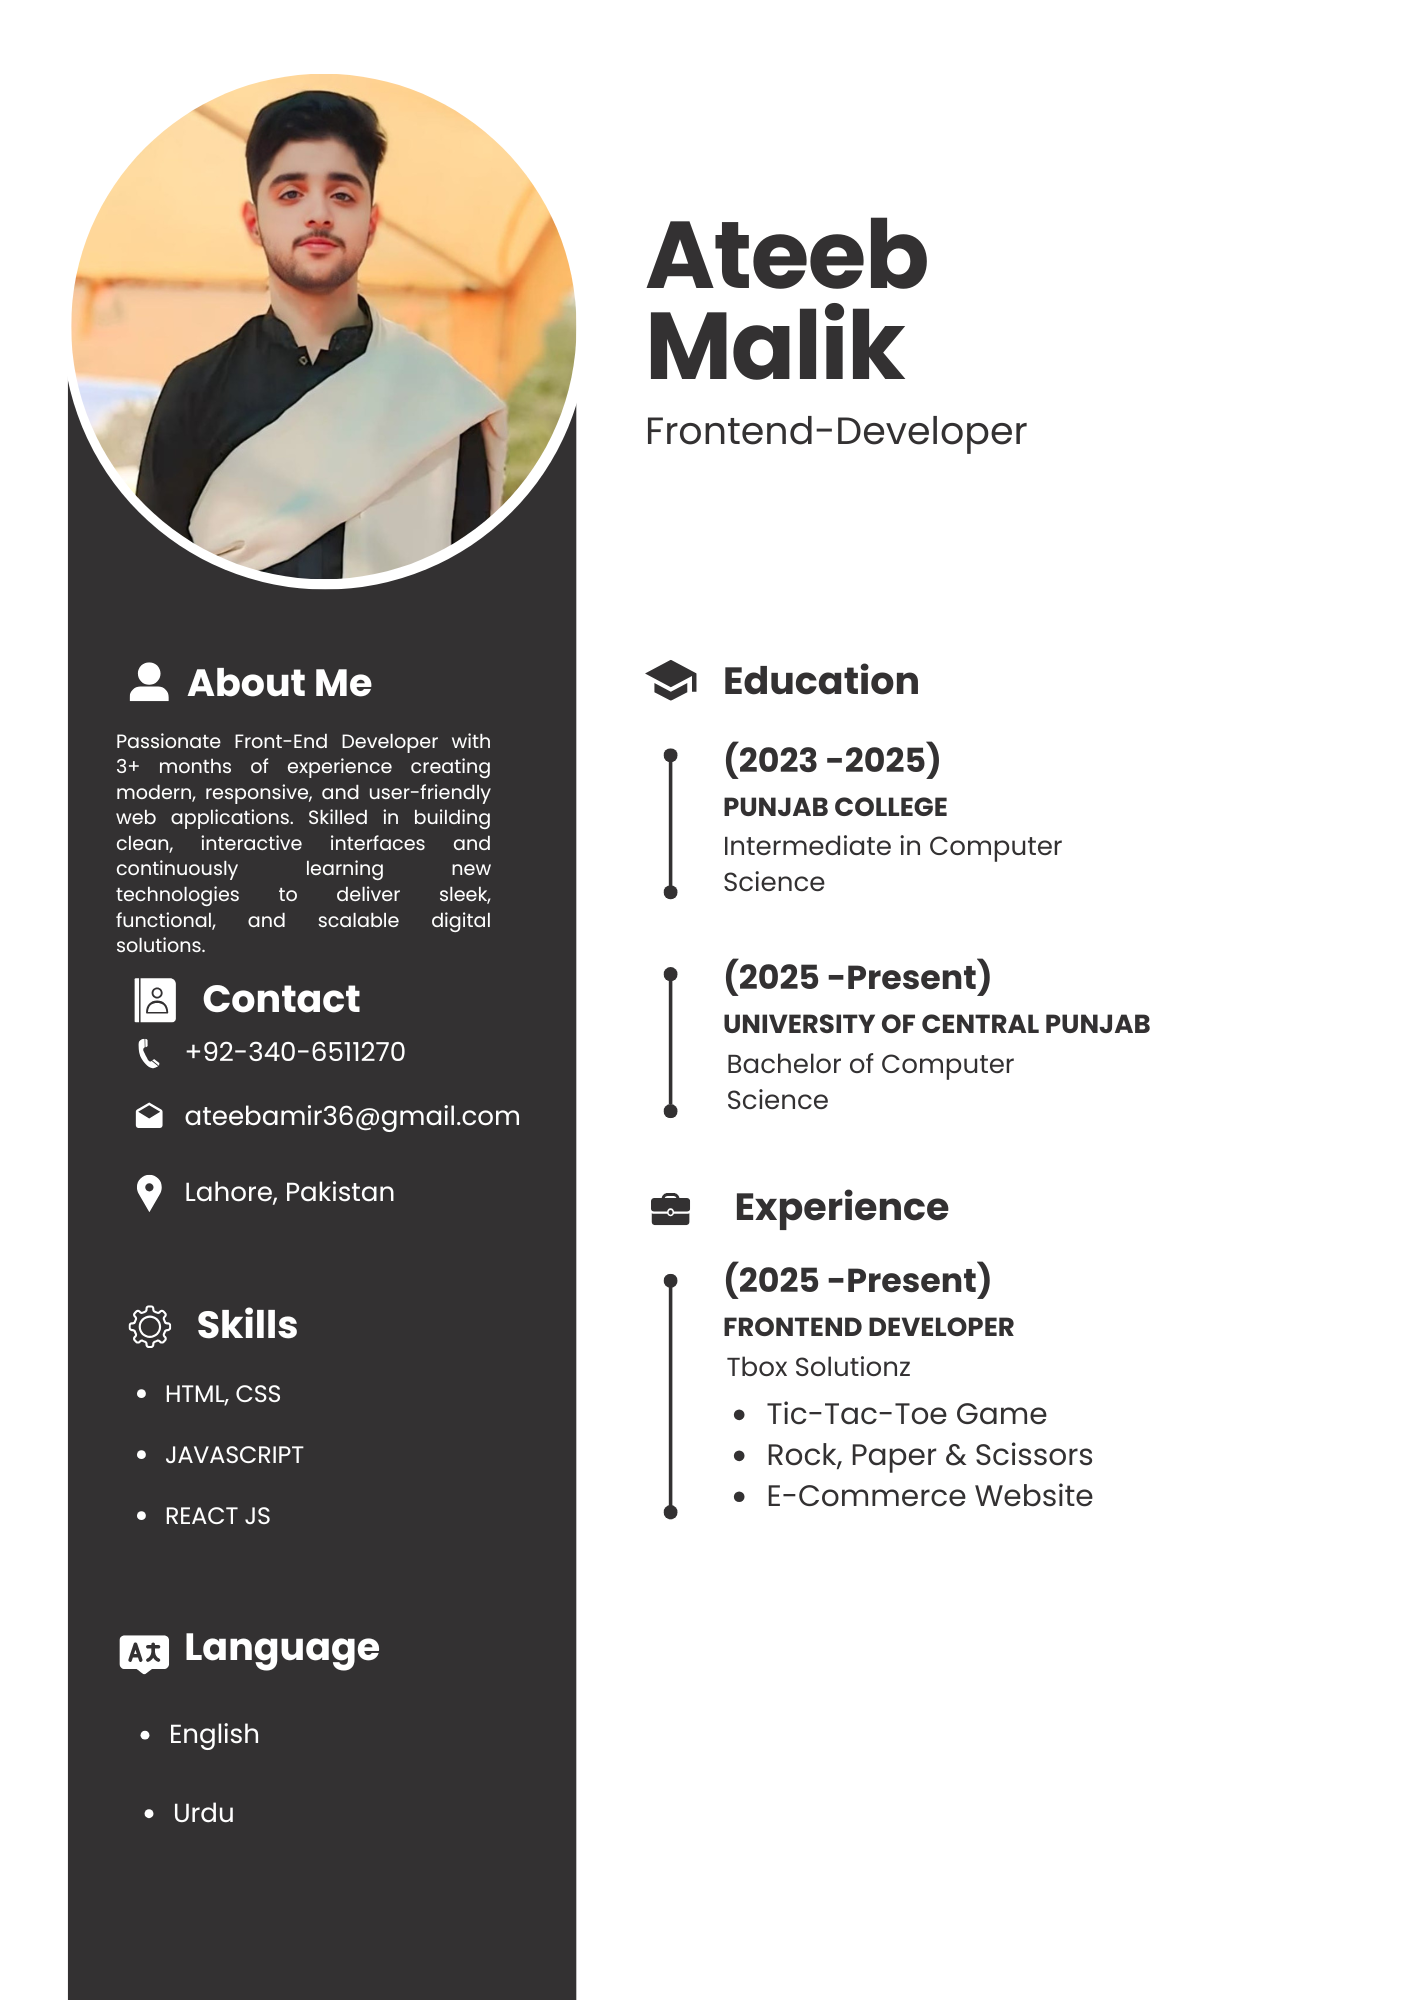 Ateeb
Malik
Frontend-Developer
About Me
Passionate Front-End Developer with
3+ months of experience creating
modern, responsive, and user-friendly
web applications. Skilled in building
clean, interactive interfaces and
continuously learning new
technologies to deliver sleek,
functional, and scalable digital
solutions.
Contact
+92-340-6511270
ateebamir36@gmail.com
Lahore, Pakistan
Skills
• HTML, CSS
• JAVASCRIPT
• REACT JS
Language
• English
• Urdu
Education
(2023 -2025)
PUNJAB COLLEGE
Intermediate in Computer
Science
(2025 -Present)
UNIVERSITY OF CENTRAL PUNJAB
Bachelor of Computer
Science
Experience
(2025 -Present)
FRONTEND DEVELOPER
Tbox Solutionz
• Tic-Tac-Toe Game
• Rock, Paper & Scissors
• E-Commerce Website